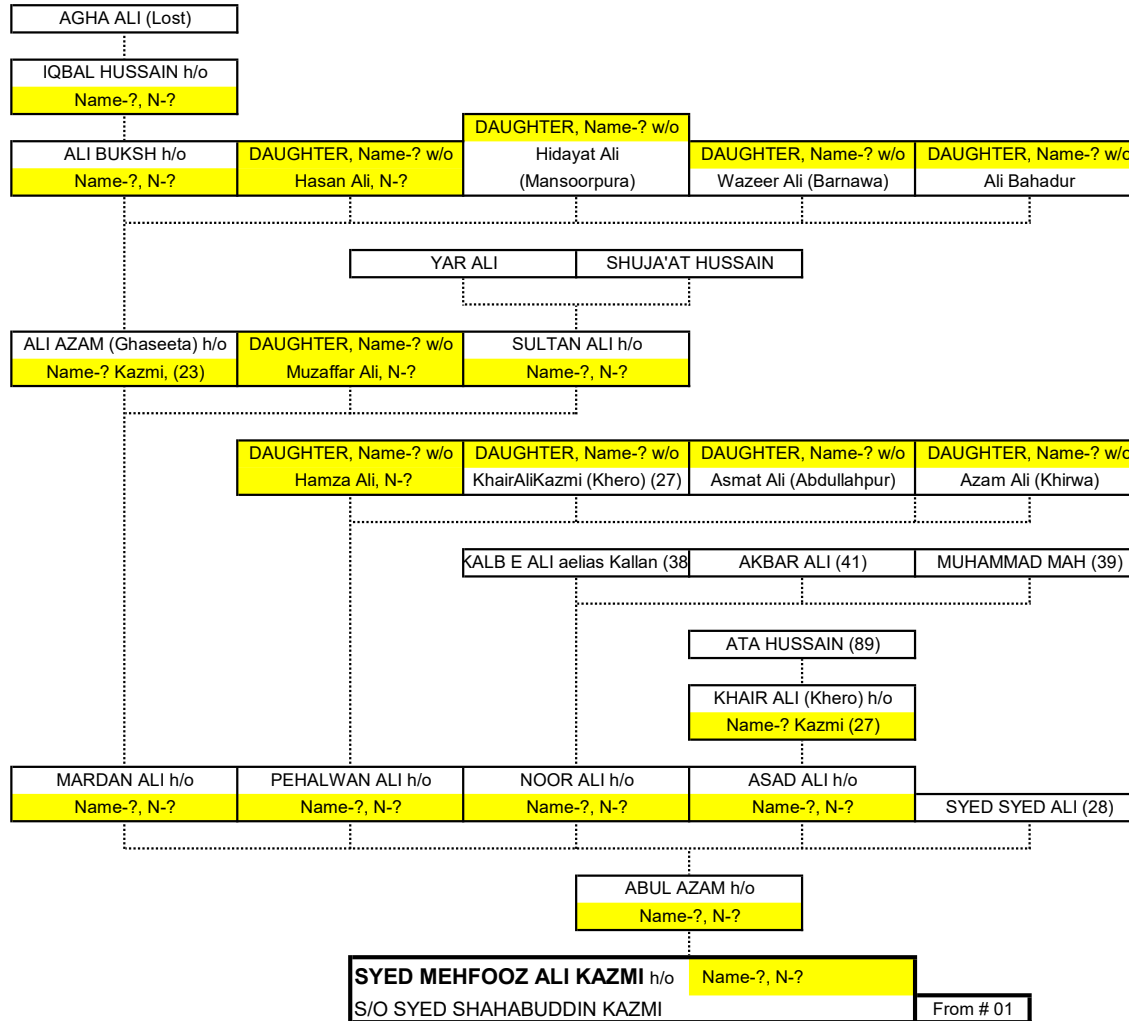 AGHA ALI (Lost)
IQBAL HUSSAIN h/o
Name-?, N-?
ALI BUKSH h/o
Name-?, N-?
DAUGHTER, Name-? w/o
Hasan Ali, N-?
DAUGHTER, Name-? w/o
Hidayat Ali
(Mansoorpura)
DAUGHTER, Name-? w/o
Wazeer Ali (Barnawa)
DAUGHTER, Name-? w/o
Ali Bahadur
YAR ALI
SHUJA'AT HUSSAIN
ALI AZAM (Ghaseeta) h/o
Name-? Kazmi, (23)
DAUGHTER, Name-? w/o
Muzaffar Ali, N-?
SULTAN ALI h/o
Name-?, N-?
DAUGHTER, Name-? w/o
Hamza Ali, N-?
DAUGHTER, Name-? w/o
KhairAliKazmi (Khero) (27)
DAUGHTER, Name-? w/o
Asmat Ali (Abdullahpur)
DAUGHTER, Name-? w/o
Azam Ali (Khirwa)
KALB E ALI aelias Kallan (38
AKBAR ALI (41)
MUHAMMAD MAH (39)
ATA HUSSAIN (89)
KHAIR ALI (Khero) h/o
Name-? Kazmi (27)
MARDAN ALI h/o
Name-?, N-?
PEHALWAN ALI h/o
Name-?, N-?
NOOR ALI h/o
Name-?, N-?
ASAD ALI h/o
Name-?, N-?
SYED SYED ALI (28)
ABUL AZAM h/o
Name-?, N-?
SYED MEHFOOZ ALI KAZMI h/o Name-?, N-?
S/O SYED SHAHABUDDIN KAZMI
From # 01